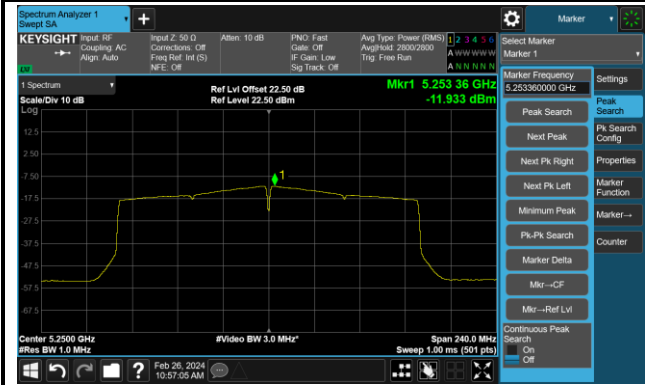 Spectrum Analyzer 1
Swept SA
Marker
KEYSIGHT
Input: RF
Coupling: AC
Align: Auto
Input Z: 50 Ω
Corrections: Off
Freq Ref: Int (S)
NFE: Off
Atten: 10 dB
PNO: Fast
Gate: Off
IF Gain: Low
Sig Track: Off
Avg Type: Power (RMS)
Avg|Hold: 2800/2800
Trig: Free Run
1 2 3 4 5 6
A W W W W W
A N N N N N
Select Marker
Marker 1
1 Spectrum
Scale/Div 10 dB
Log
Ref Lvl Offset 22.50 dB
Ref Level 22.50 dBm
Mkr1 5.253 36 GHz
-11.933 dBm
12.5
2.50
-7.50
-17.5
-27.5
-37.5
-47.5
-57.5
-67.5
1
Center 5.2500 GHz
#Res BW 1.0 MHz
#Video BW 3.0 MHz*
Span 240.0 MHz
Sweep 1.00 ms (501 pts)
Marker Frequency
5.253360000 GHz
Peak Search
Next Peak
Next Pk Right
Next Pk Left
Minimum Peak
Pk-Pk Search
Marker Delta
Mkr→CF
Mkr→Ref Lvl
Continuous Peak
Search
On
Off
Settings
Peak
Search
Pk Search
Config
Properties
Marker
Function
Marker→
Counter
Feb 26, 2024
10:57:05 AM